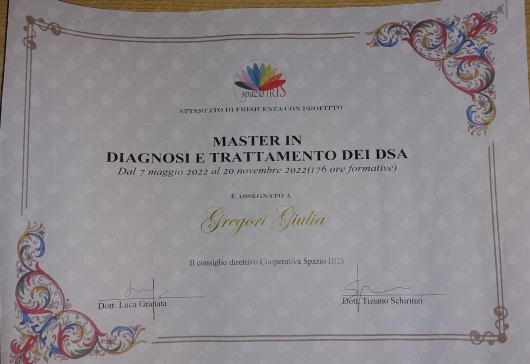 spazio IRIS
ATTESTATO DI FREQUENZA CON PROFITTO
MASTER IN
DIAGNOSI E TRATTAMENTO DEI DSA
Dal 7 maggio 2022 al 20 novembre 2022(176 ore formative)
È ASSEGNATO A
Gregori Giulia
Il consiglio direttivo Cooperativa Spazio IRIS
Dott. Luca Granata
Dott. Tiziano Schirinzi